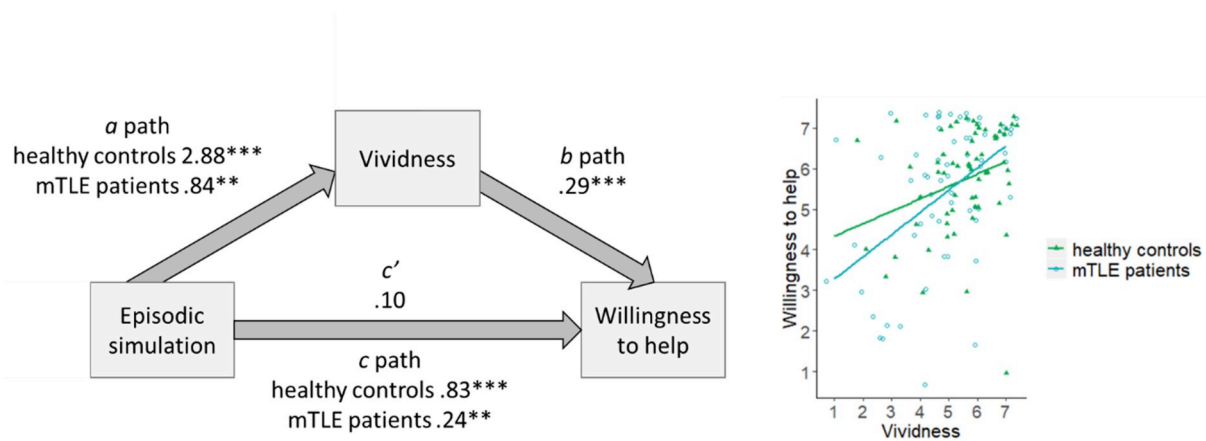 a path
healthy controls 2.88***
mTLE patients .84**
Vividness
b path
.29***
Episodic
simulation
c’
.10
Willingness
to help
c path
healthy controls .83***
mTLE patients .24**
Willingness to help
7
6
5
4
3
2
1
1 2 3 4 5 6 7
Vividness
healthy controls
mTLE patients